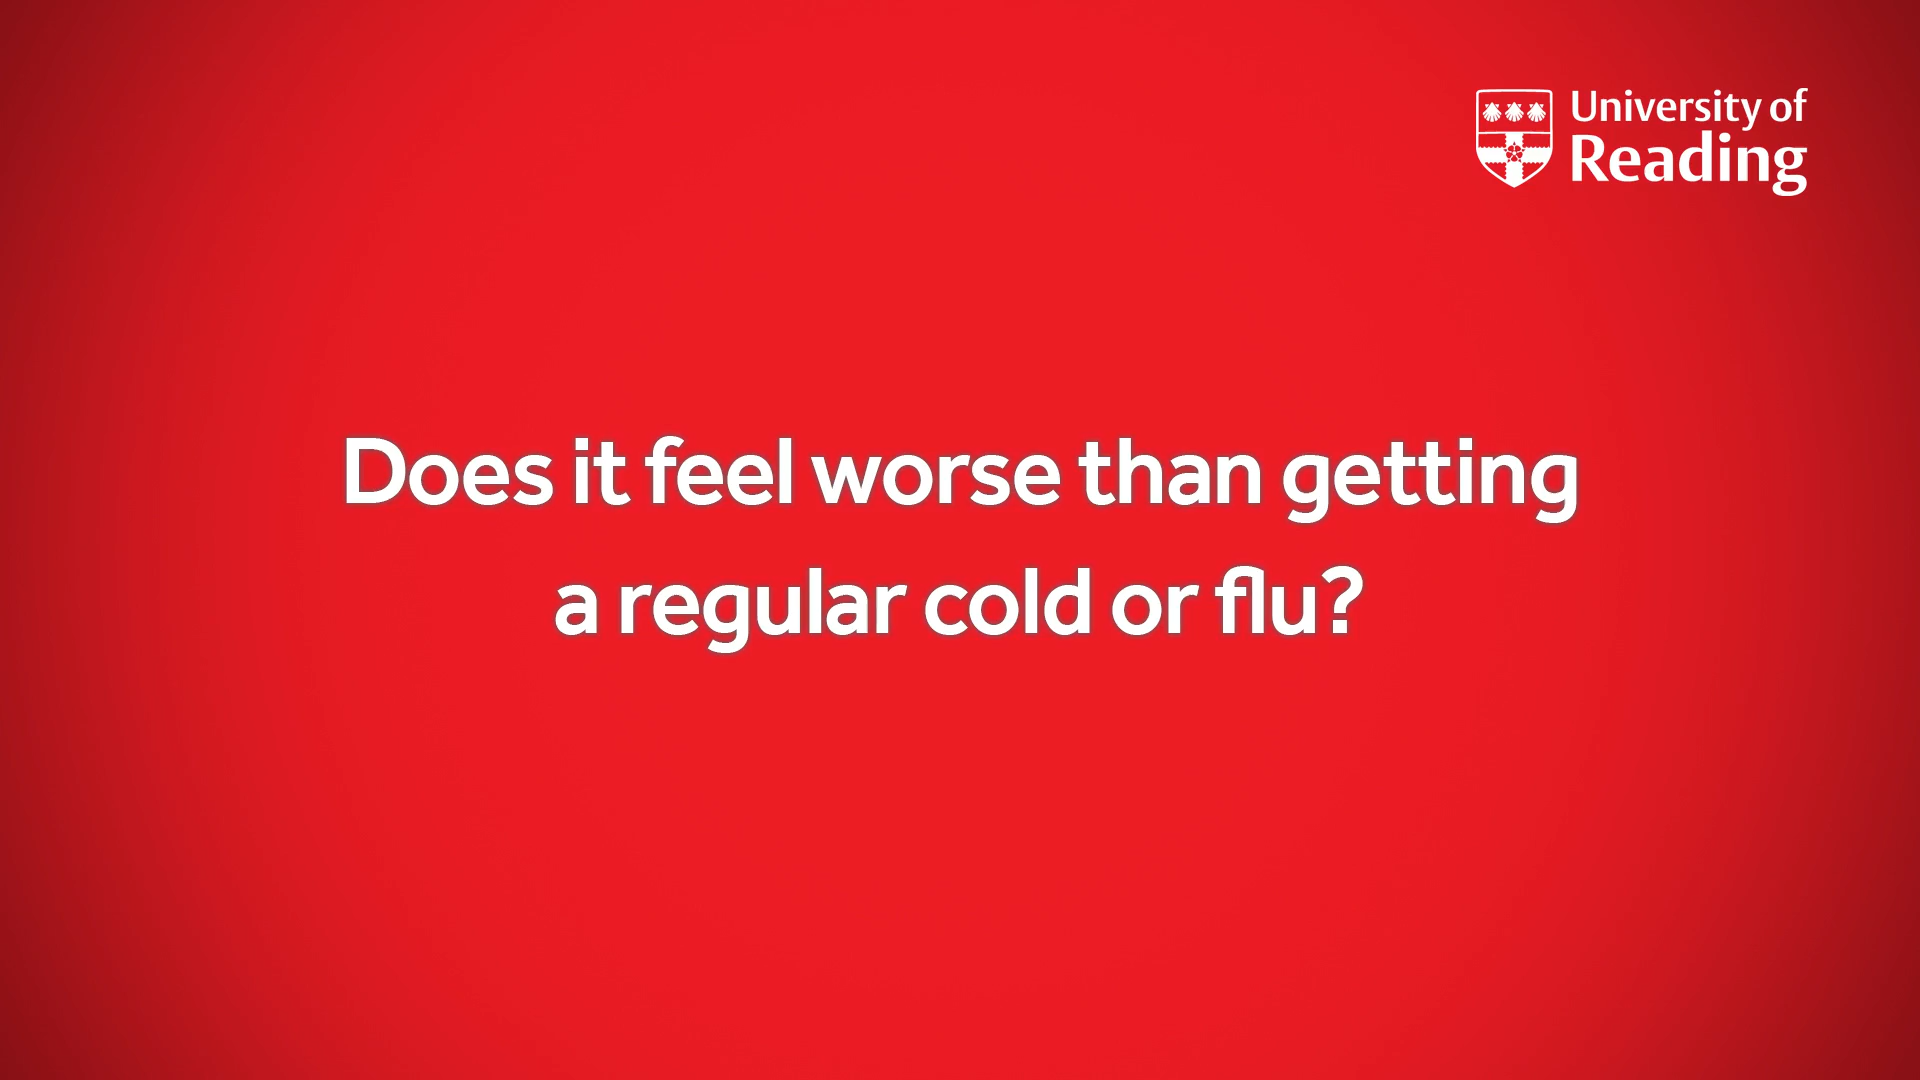 University of
Reading
Does it feel worse than getting
a regular cold or flu?